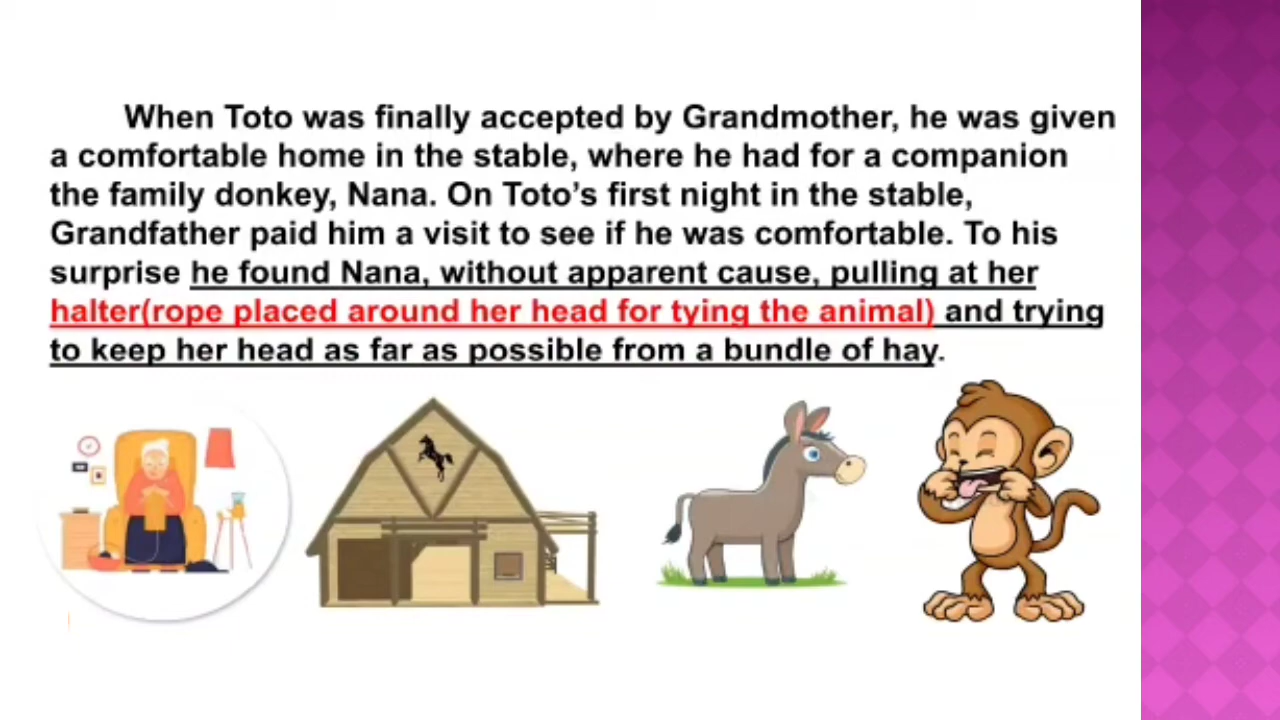 When Toto was finally accepted by Grandmother, he was given
a comfortable home in the stable, where he had for a companion
the family donkey, Nana. On Toto’s first night in the stable,
Grandfather paid him a visit to see if he was comfortable. To his
surprise he found Nana, without apparent cause, pulling at her
halter(rope placed around her head for tying the animal) and trying
to keep her head as far as possible from a bundle of hay.